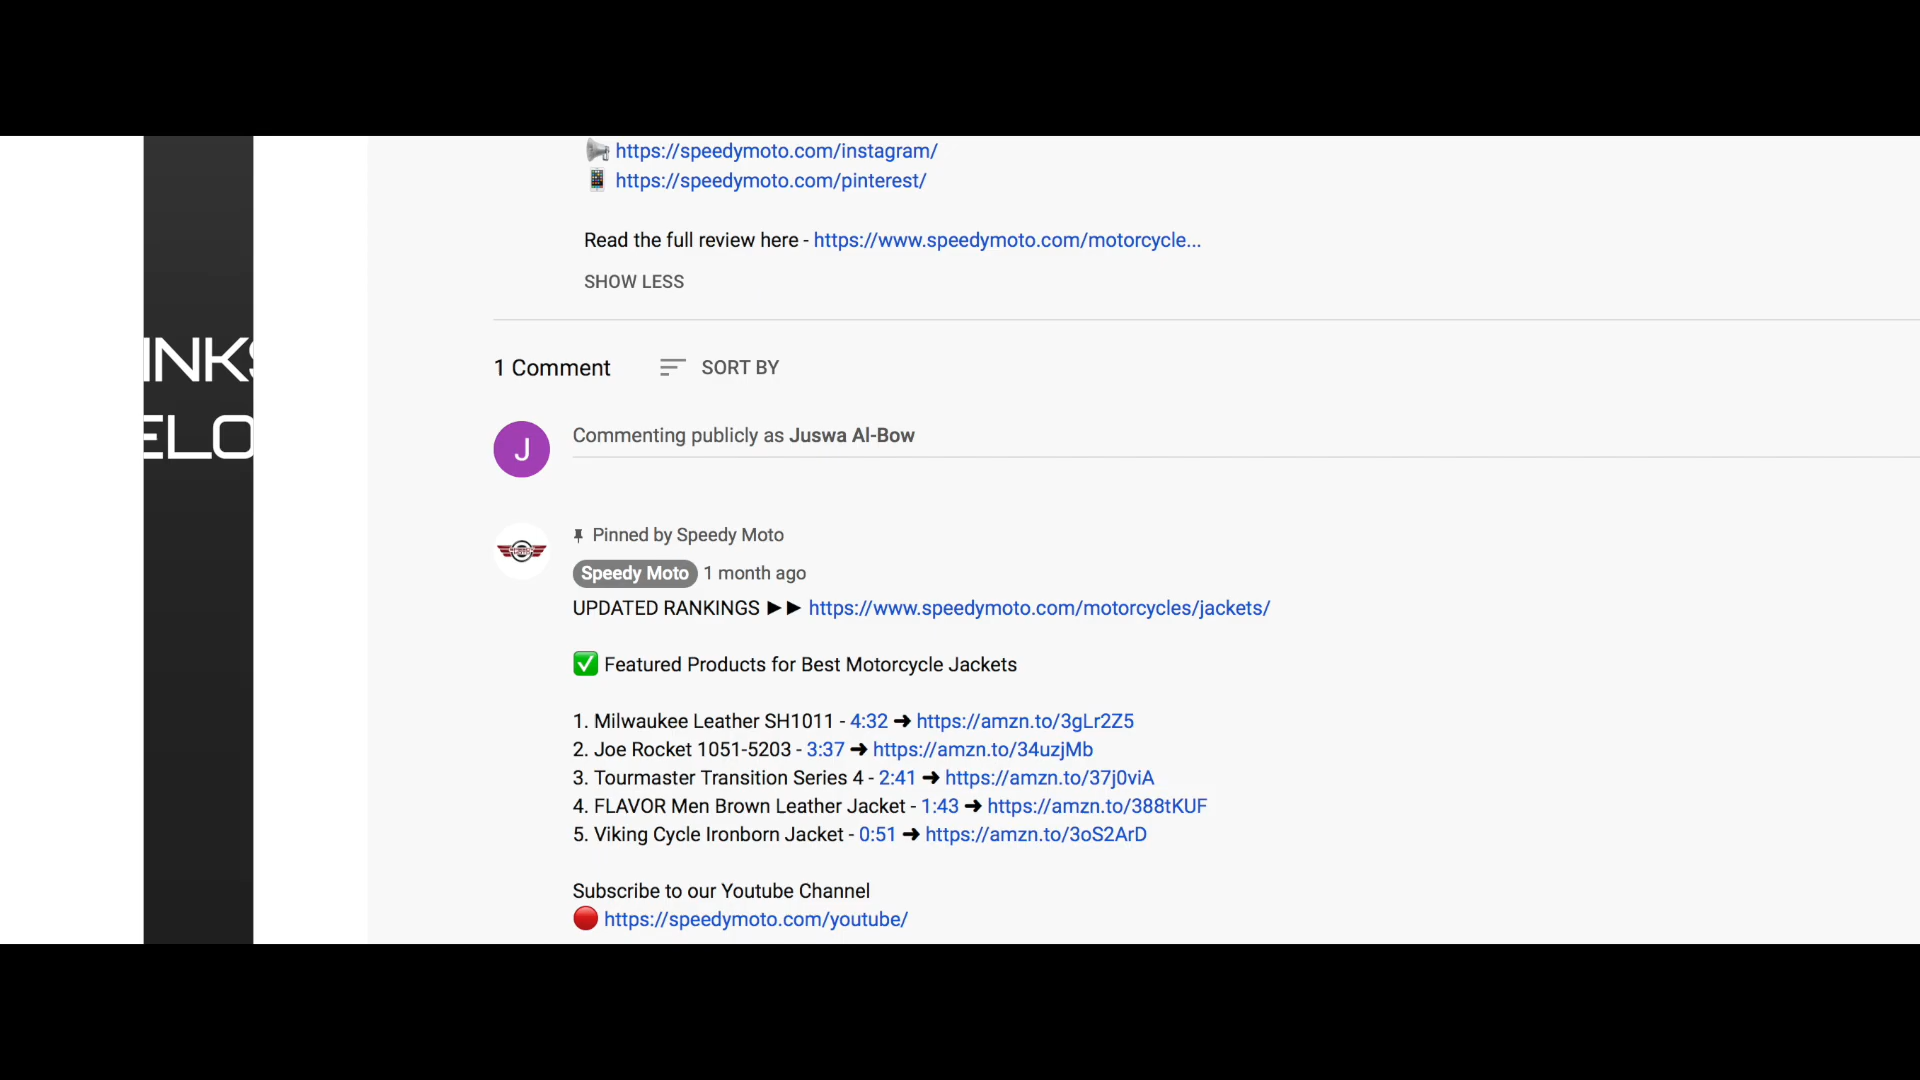 https://speedymoto.com/instagram/
https://speedymoto.com/pinterest/
Read the full review here - https://www.speedymoto.com/motorcycle...
SHOW LESS
INKS
ELO
1 Comment SORT BY
J
Commenting publicly as Juswa Al-Bow
Pinned by Speedy Moto
Speedy Moto 1 month ago
UPDATED RANKINGS ►► https://www.speedymoto.com/motorcycles/jackets/
✅ Featured Products for Best Motorcycle Jackets
1. Milwaukee Leather SH1011 - 4:32 ➜ https://amzn.to/3gLr2Z5
2. Joe Rocket 1051-5203 - 3:37 ➜ https://amzn.to/34uzjMb
3. Tourmaster Transition Series 4 - 2:41 ➜ https://amzn.to/37j0viA
4. FLAVOR Men Brown Leather Jacket - 1:43 ➜ https://amzn.to/388tKUF
5. Viking Cycle Ironborn Jacket - 0:51 ➜ https://amzn.to/3oS2ArD
Subscribe to our Youtube Channel
🔴 https://speedymoto.com/youtube/